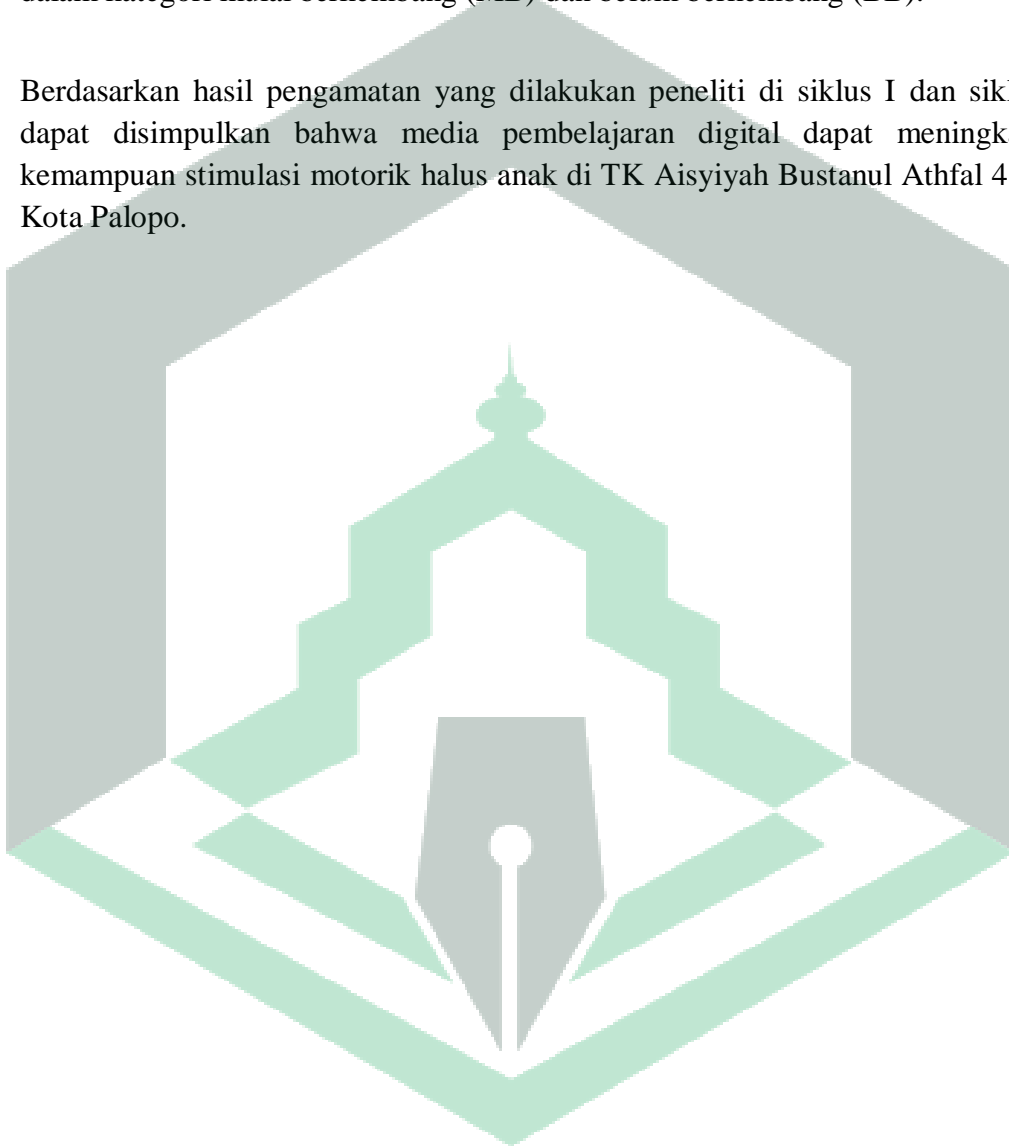 Berdasarkan hasil pengamatan yang dilakukan peneliti di siklus I dan
dapat disimpulkan bahwa media pembelajaran digital dapat
kemampuan stimulasi motorik halus anak di TK Aisyiyah Bustanul Athfal 4
Kota Palopo.